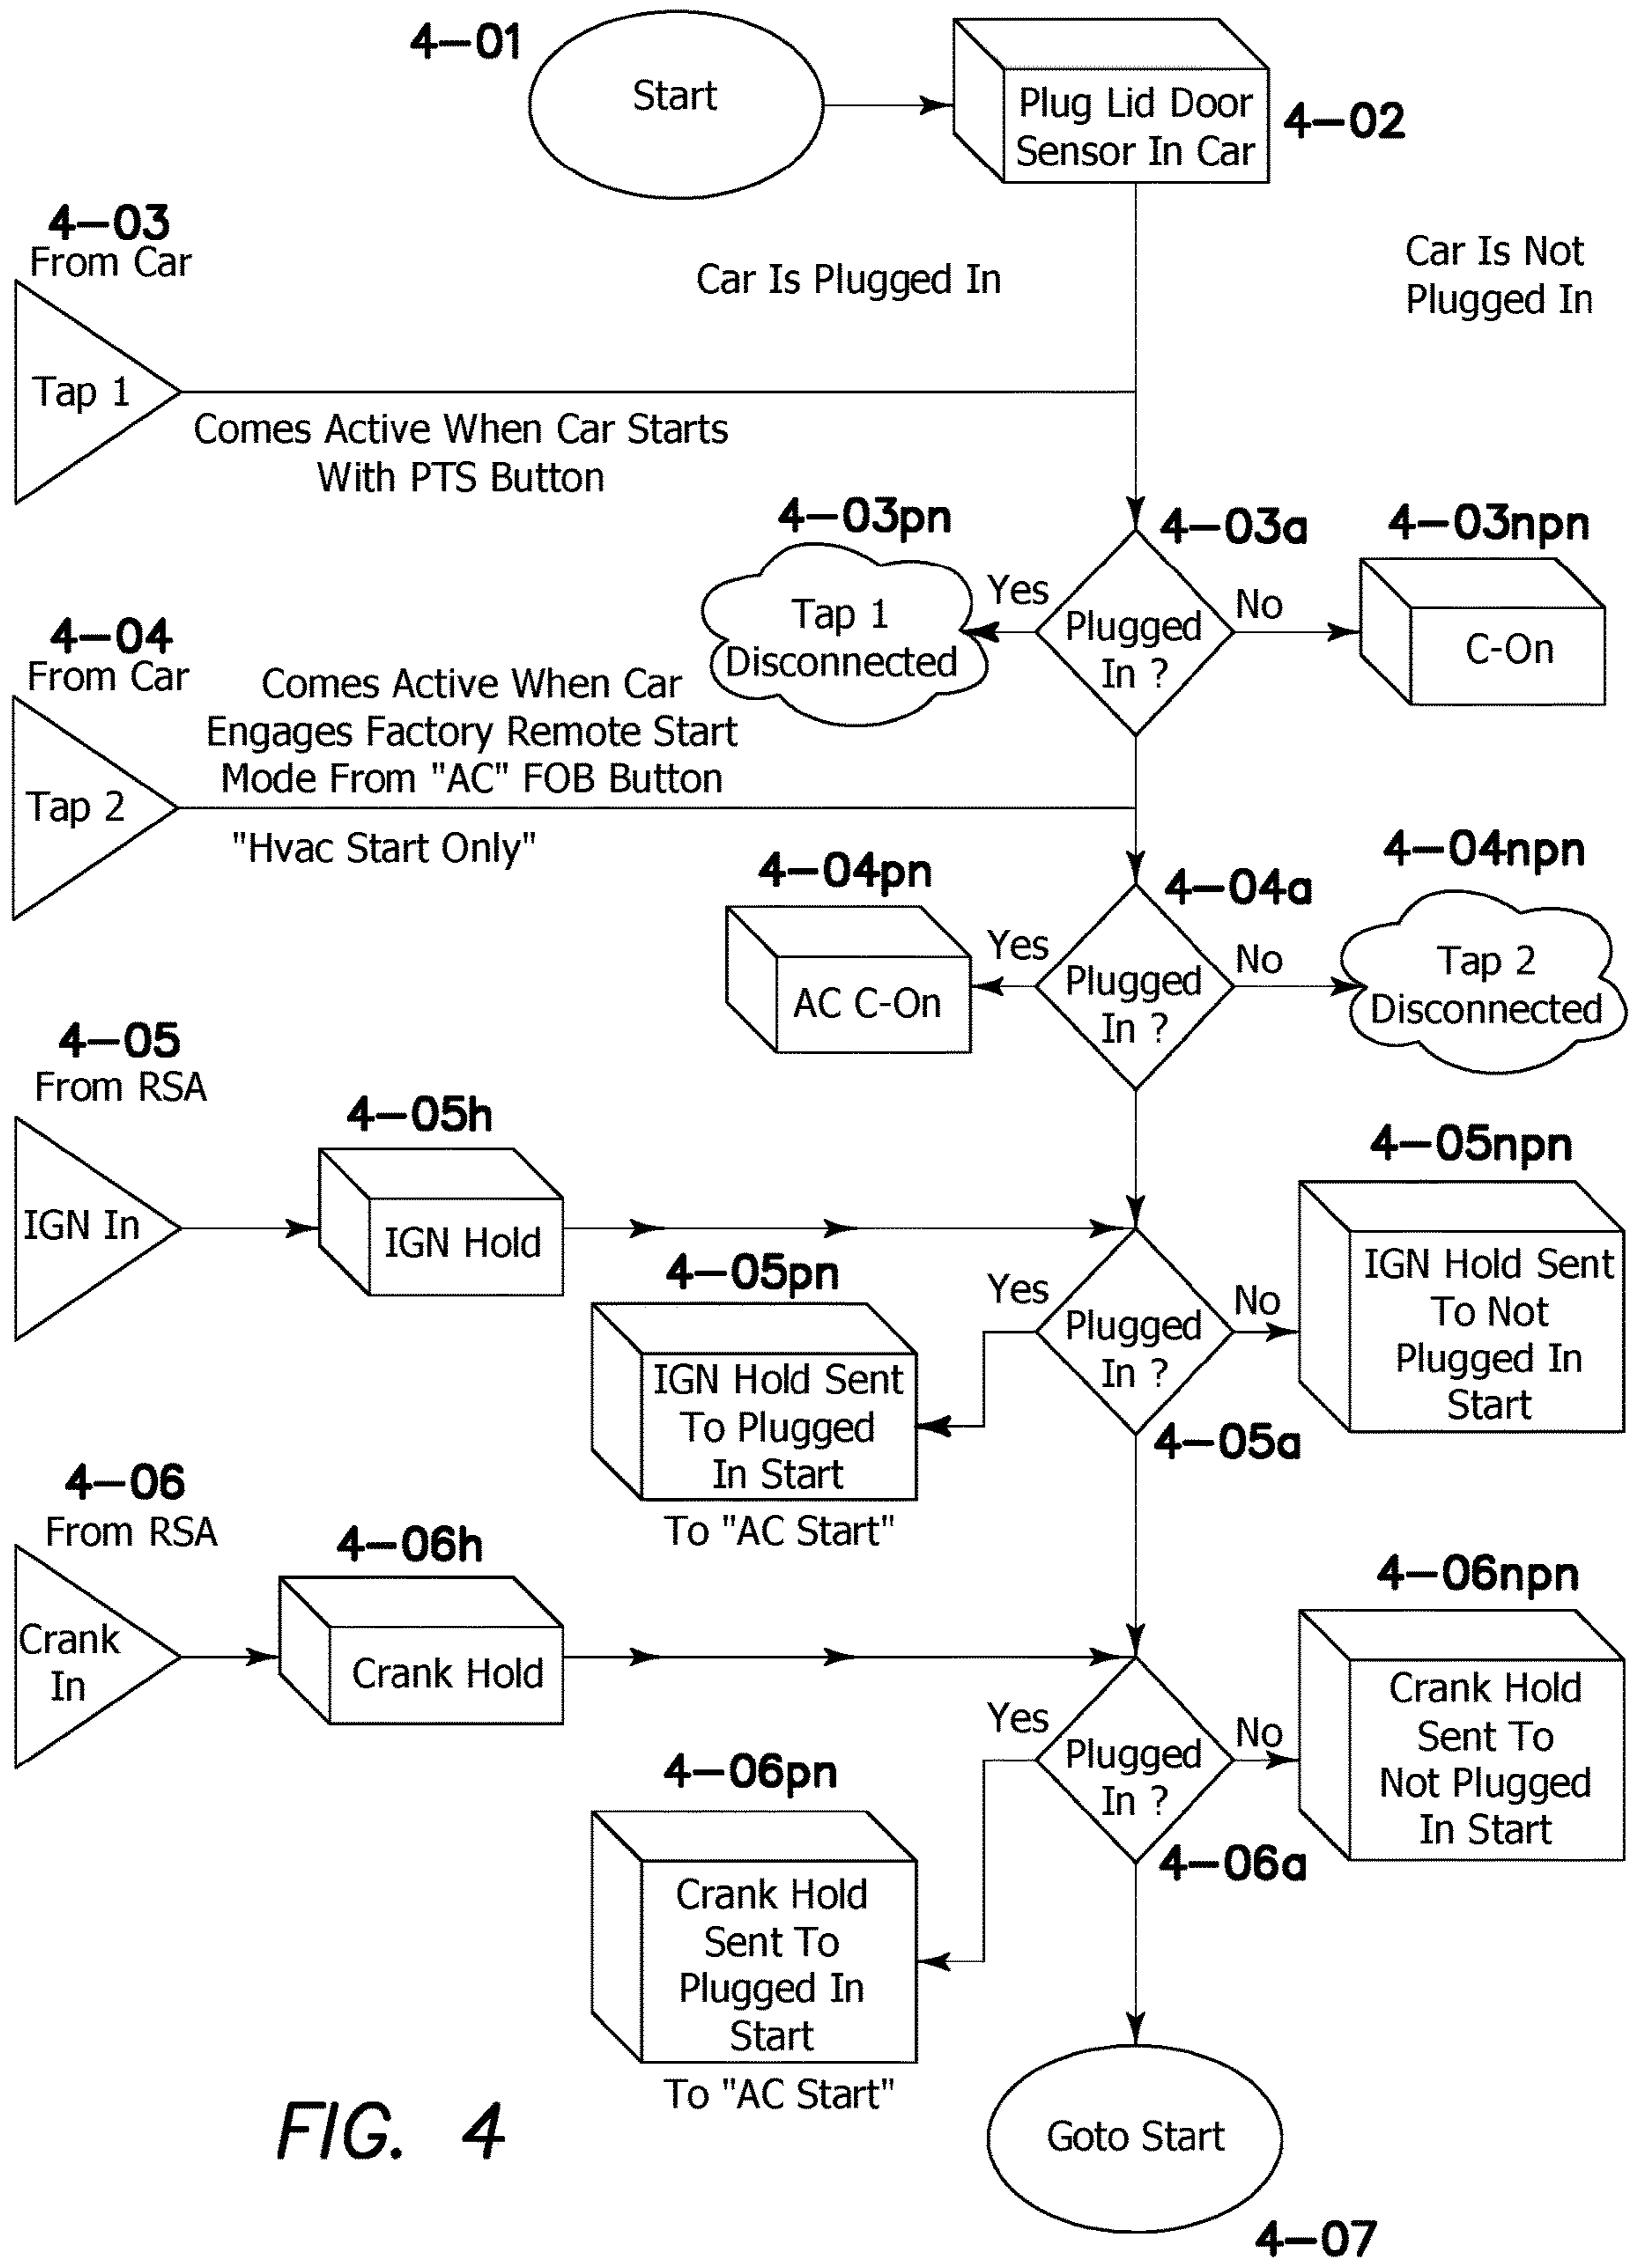 4-01
Start
Plug Lid Door
Sensor In Car
4-02
4-03
From Car
Car Is Plugged In
Car Is Not
Plugged In
Tap 1
Comes Active When Car Starts
With PTS Button
4-03pn
4-03a
4-03npn
Tap 1
Disconnected
Yes
Plugged
In ?
No
C-On
4-04
From Car
Comes Active When Car
Engages Factory Remote Start
Mode From "AC" FOB Button
Tap 2
"Hvac Start Only"
4-04pn
4-04a
4-04npn
AC C-On
Yes
Plugged
In ?
No
Tap 2
Disconnected
4-05
From RSA
4-05h
4-05npn
IGN In
IGN Hold
4-05pn
Yes
Plugged
In ?
No
IGN Hold Sent
To Not
Plugged In
Start
IGN Hold Sent
To Plugged
In Start
To "AC Start"
4-05a
4-06
From RSA
4-06h
4-06npn
Crank
In
Crank Hold
Yes
Plugged
In ?
No
Crank Hold
Sent To
Not Plugged
In Start
4-06pn
4-06a
Crank Hold
Sent To
Plugged In
Start
To "AC Start"
Goto Start
4-07
FIG. 4